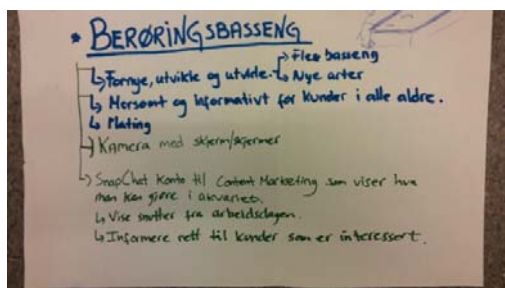 * BERØRINGSBASSENG
↳ Fornye, utvikle og utvide. ↱ Flere basseng
↳ Nye arter
↳ Morsomt og informativt for kunder i alle aldre.
↳ Mating
↳ Kamera med skjerm/skjermer
↳ SnapChat Konto til Content Marketing som viser hva
man kan gjøre i akvariet.
↳ Vise snutter fra arbeidsdagen.
↳ Informere rett til kunder som er interessert.